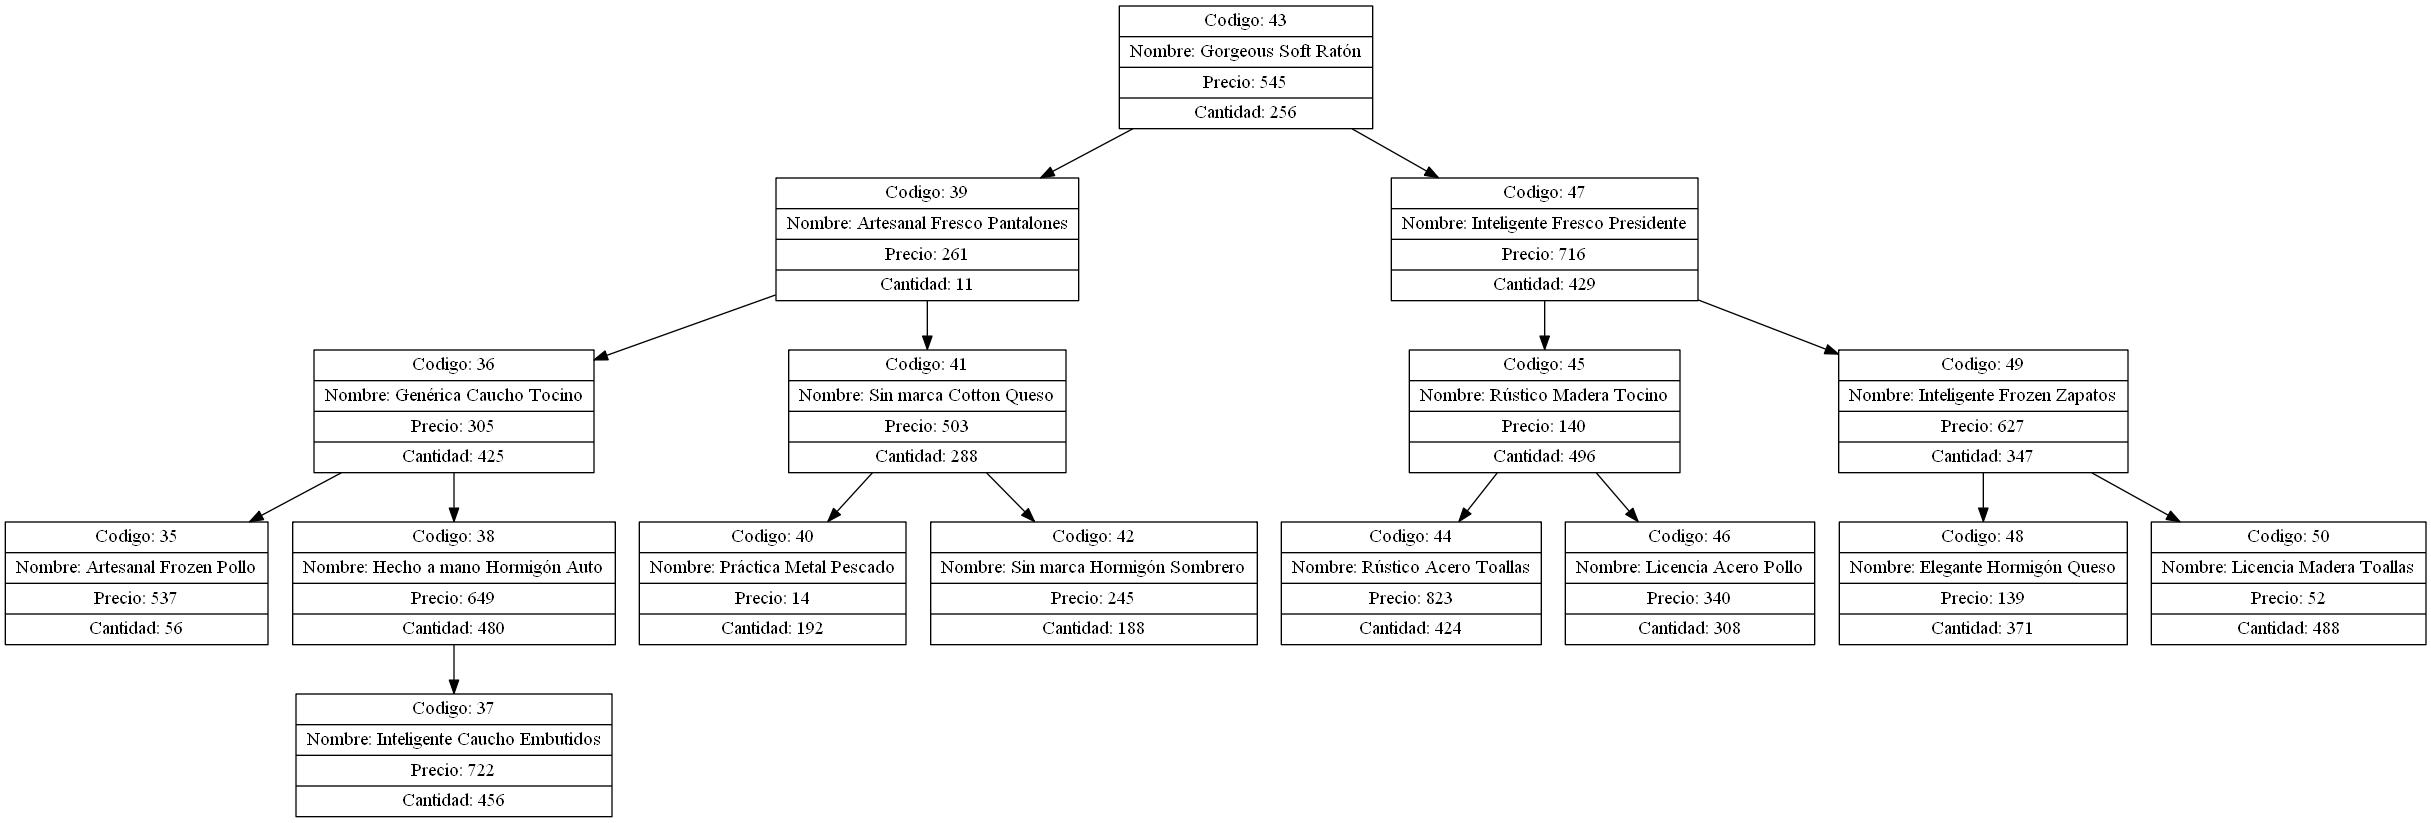 Codigo: 43
Nombre: Gorgeous Soft Ratón
Precio: 545
Cantidad: 256
Codigo: 39
Nombre: Artesanal Fresco Pantalones
Precio: 261
Cantidad: 11
Codigo: 47
Nombre: Inteligente Fresco Presidente
Precio: 716
Cantidad: 429
Codigo: 36
Nombre: Genérica Caucho Tocino
Precio: 305
Cantidad: 425
Codigo: 41
Nombre: Sin marca Cotton Queso
Precio: 503
Cantidad: 288
Codigo: 45
Nombre: Rústico Madera Tocino
Precio: 140
Cantidad: 496
Codigo: 49
Nombre: Inteligente Frozen Zapatos
Precio: 627
Cantidad: 347
Codigo: 35
Nombre: Artesanal Frozen Pollo
Precio: 537
Cantidad: 56
Codigo: 38
Nombre: Hecho a mano Hormigón Auto
Precio: 649
Cantidad: 480
Codigo: 40
Nombre: Práctica Metal Pescado
Precio: 14
Cantidad: 192
Codigo: 42
Nombre: Sin marca Hormigón Sombrero
Precio: 245
Cantidad: 188
Codigo: 44
Nombre: Rústico Acero Toallas
Precio: 823
Cantidad: 424
Codigo: 46
Nombre: Licencia Acero Pollo
Precio: 340
Cantidad: 308
Codigo: 48
Nombre: Elegante Hormigón Queso
Precio: 139
Cantidad: 371
Codigo: 50
Nombre: Licencia Madera Toallas
Precio: 52
Cantidad: 488
Codigo: 37
Nombre: Inteligente Caucho Embutidos
Precio: 722
Cantidad: 456